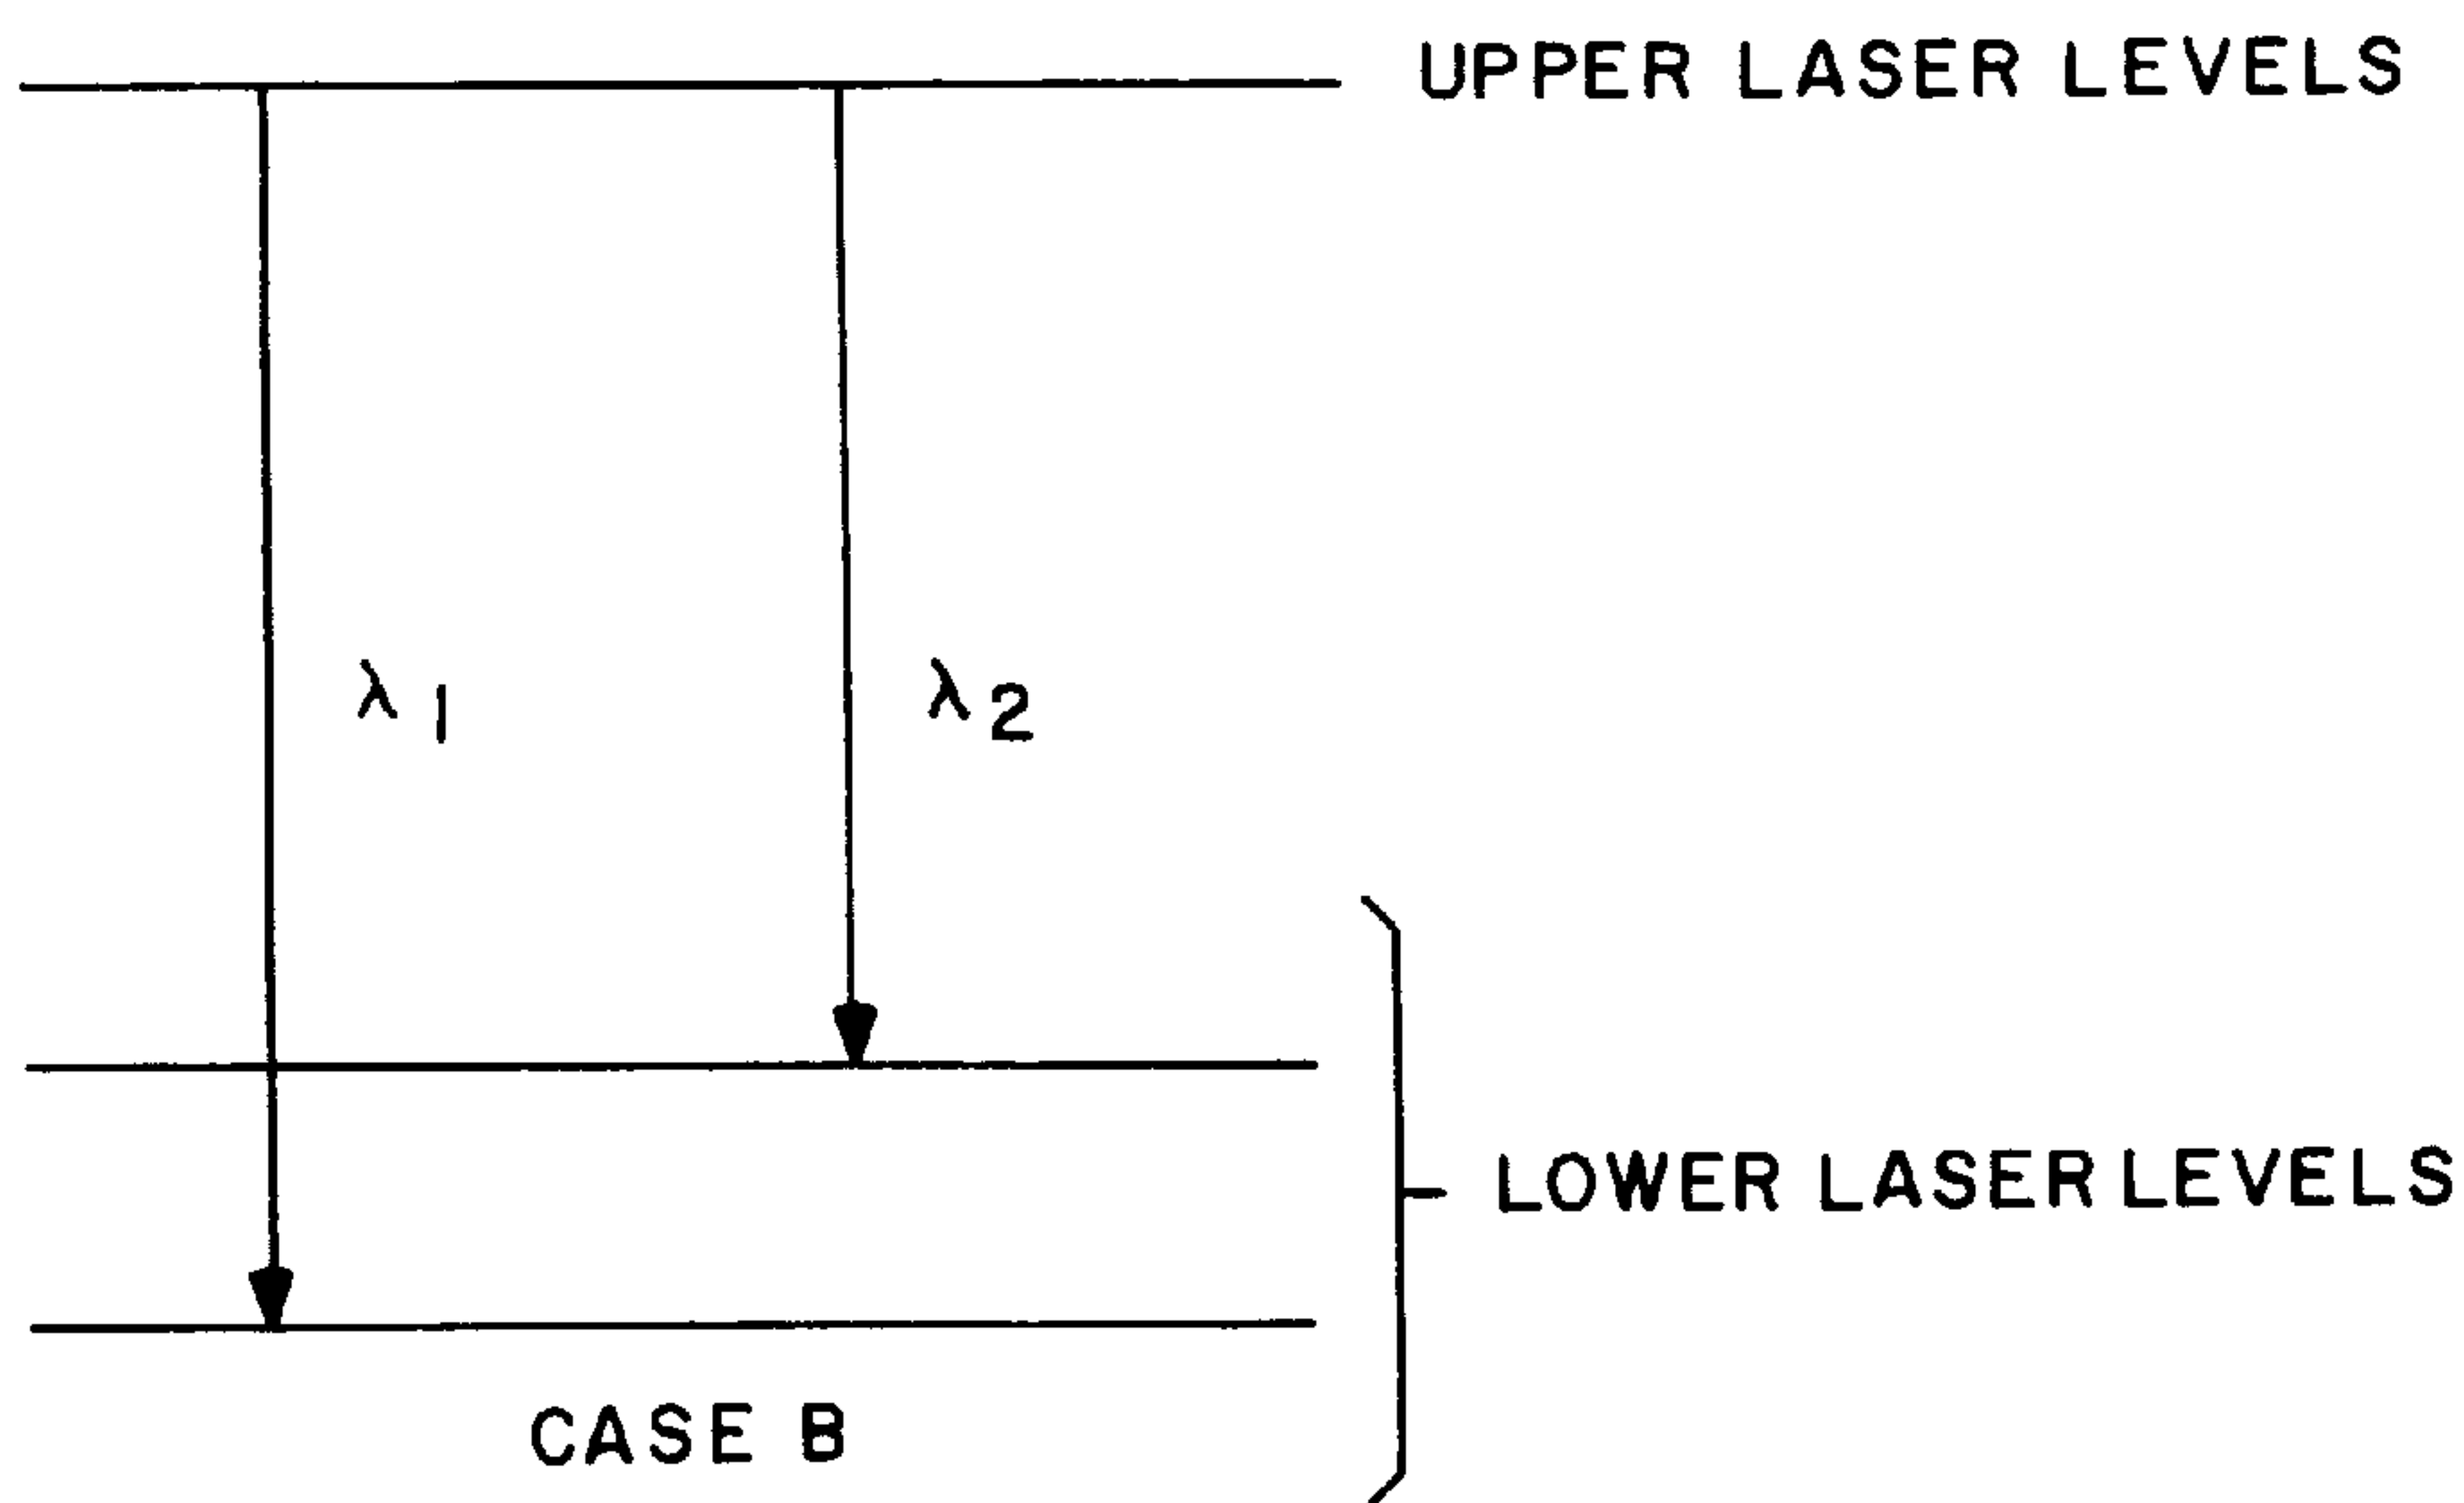 UPPER LASER LEVELS
λ1
λ2
LOWER LASER LEVELS
CASE B